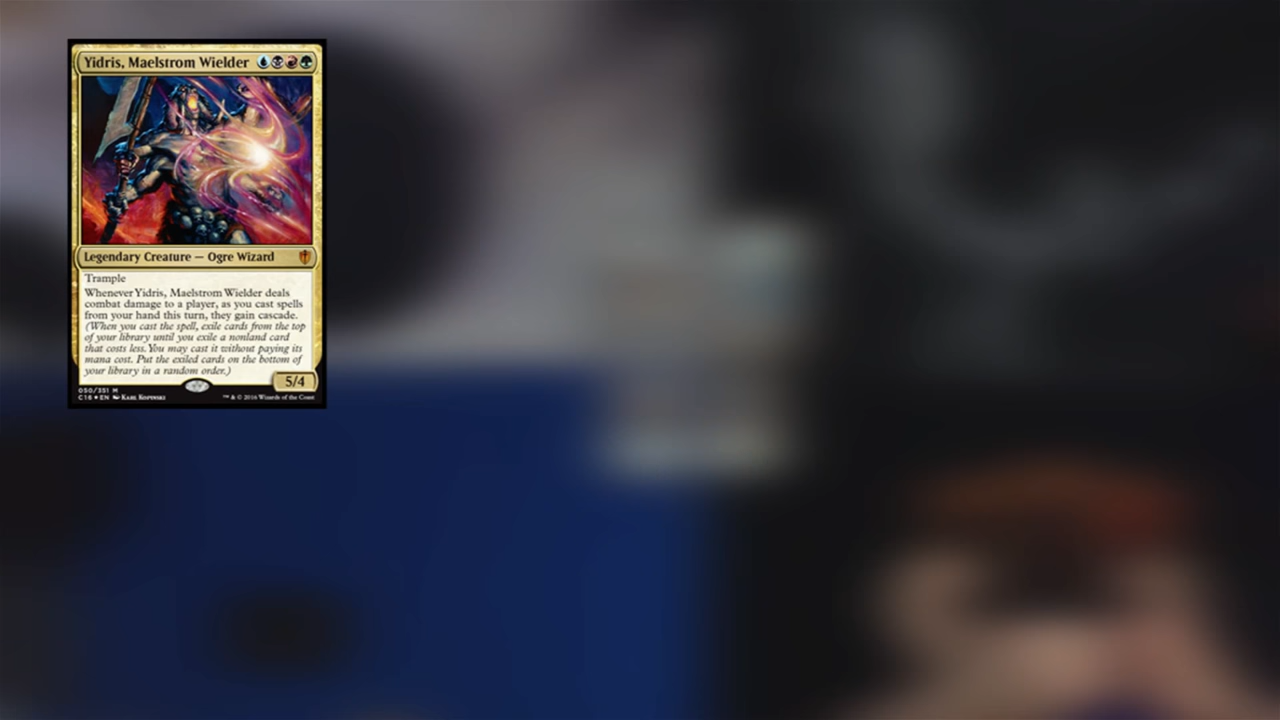 Yidris, Maelstrom Wielder
Legendary Creature — Ogre Wizard
Trample
Whenever Yidris, Maelstrom Wielder deals
combat damage to a player, as you cast spells
from your hand this turn, they gain cascade.
(When you cast the spell, exile cards from the top
of your library until you exile a nonland card
that costs less. You may cast it without paying its
mana cost. Put the exiled cards on the bottom of
your library in a random order.)
5/4
050/351 M
C16 • EN Karl Kopinski
™ & © 2016 Wizards of the Coast